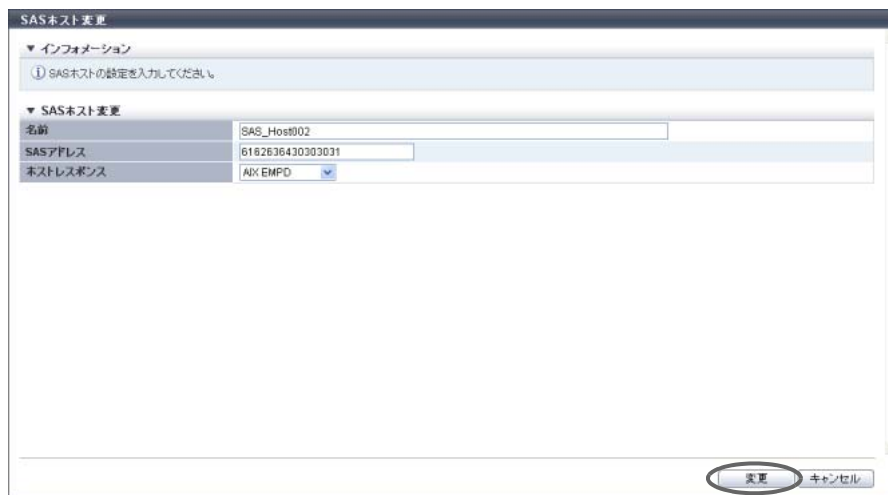 SASホスト変更
▼ インフォメーション
SASホストの設定を入力してください。
▼ SASホスト変更
名前 SAS_Host002
SASアドレス 6162636430303031
ホストレスポンス AIX EMPD
変更 キャンセル